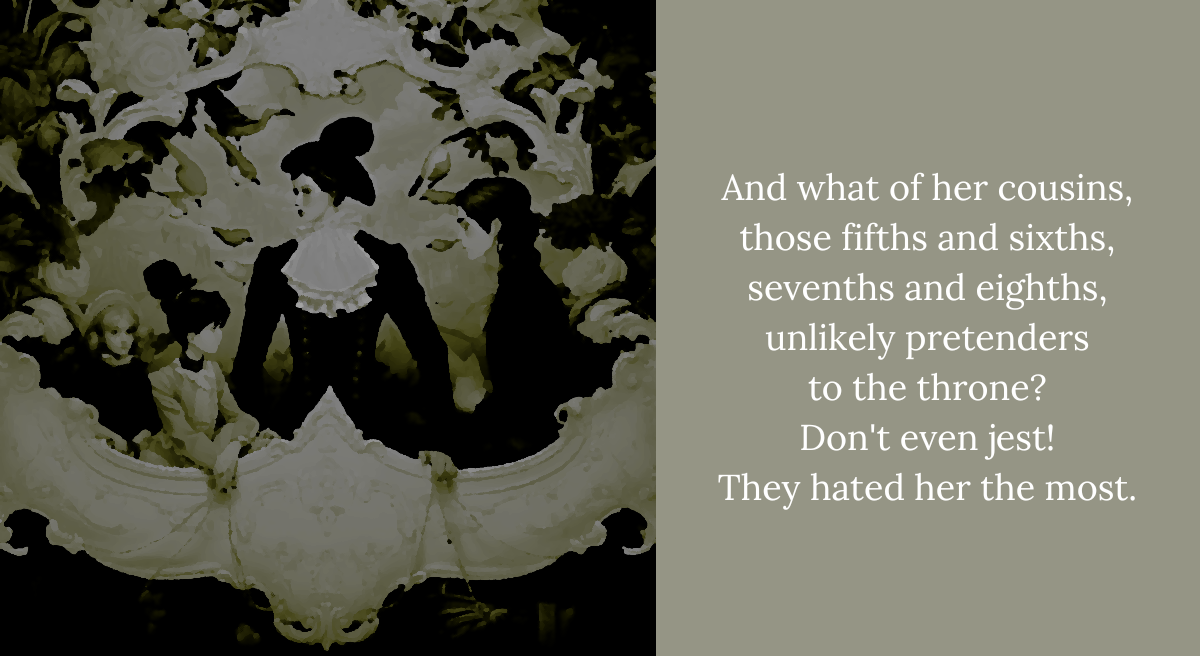 And what of her cousins,
those fifths and sixths,
sevenths and eighths,
unlikely pretenders
to the throne?
Don't even jest!
They hated her the most.